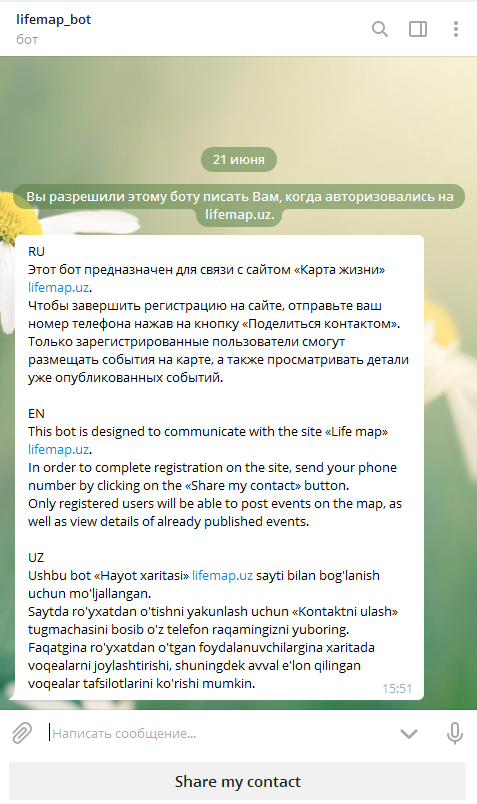 lifemap_bot
бот
21 июня
Вы разрешили этому боту писать Вам, когда авторизовались на
lifemap.uz.
RU
Этот бот предназначен для связи с сайтом «Карта жизни»
lifemap.uz.
Чтобы завершить регистрацию на сайте, отправьте ваш
номер телефона нажав на кнопку «Поделиться контактом».
Только зарегистрированные пользователи смогут
размещать события на карте, а также просматривать детали
уже опубликованных событий.
EN
This bot is designed to communicate with the site «Life map»
lifemap.uz.
In order to complete registration on the site, send your phone
number by clicking on the «Share my contact» button.
Only registered users will be able to post events on the map, as
well as view details of already published events.
UZ
Ushbu bot «Hayot xaritasi» lifemap.uz sayti bilan bog'lanish
uchun mo'ljallangan.
Saytda ro'yxatdan o'tishni yakunlash uchun «Kontaktni ulash»
tugmachasini bosib o'z telefon raqamingizni yuboring.
Faqatgina ro'yxatdan o'tgan foydalanuvchilargina xaritada
voqealarni joylashtirishi, shuningdek avval e'lon qilingan
voqealar tafsilotlarini ko'rishi mumkin.
15:51
Написать сообщение...
Share my contact